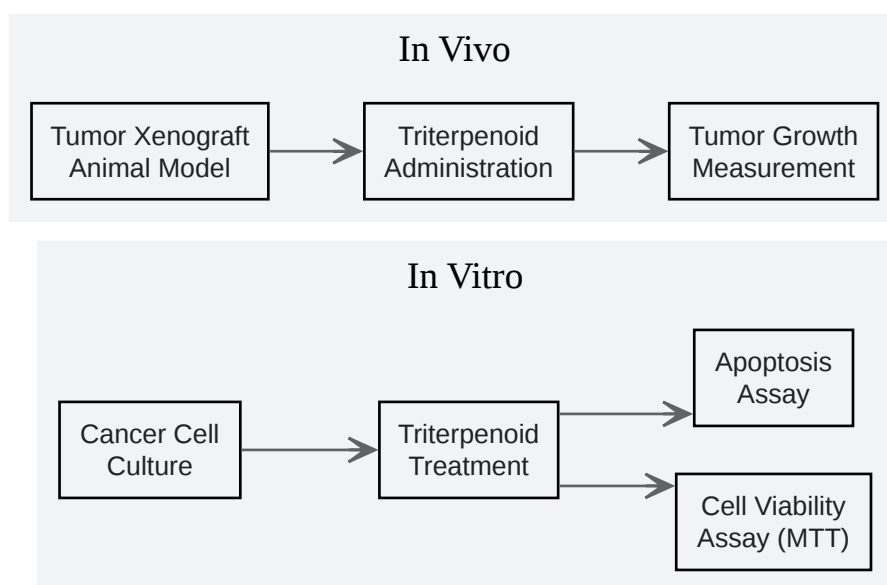 In Vivo
Tumor Xenograft
Animal Model
Triterpenoid
Administration
Tumor Growth
Measurement
In Vitro
Cancer Cell
Culture
Triterpenoid
Treatment
Apoptosis
Assay
Cell Viability
Assay (MTT)